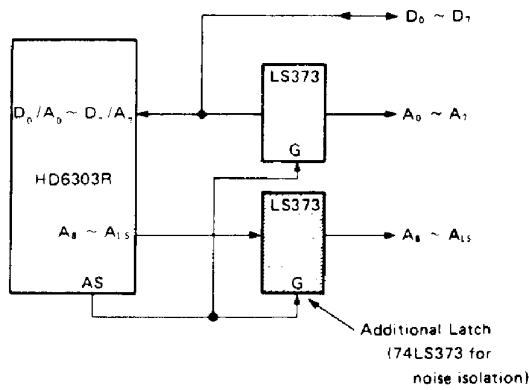 D₀ ~ D₇
LS373
D₀/A₀ ~ D₇/A₇
A₀ ~ A₇
G
HD6303R
LS373
A₈ ~ A₁₅
A₈ ~ A₁₅
AS
G
Additional Latch
(74LS373 for
noise isolation)